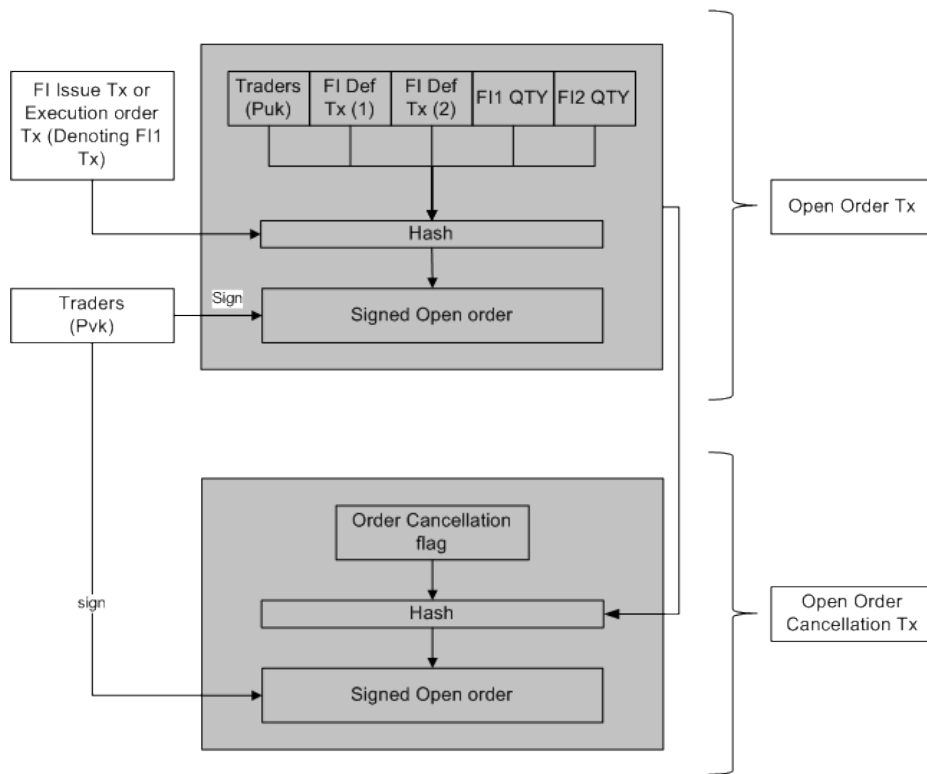 FI Issue Tx or
Execution order
Tx (Denoting FI1
Tx)
Traders
(Puk)
FI Def
Tx (1)
FI Def
Tx (2)
FI1 QTY
FI2 QTY
Hash
Open Order Tx
Traders
(Pvk)
Sign
Signed Open order
Order Cancellation
flag
sign
Hash
Open Order
Cancellation Tx
Signed Open order